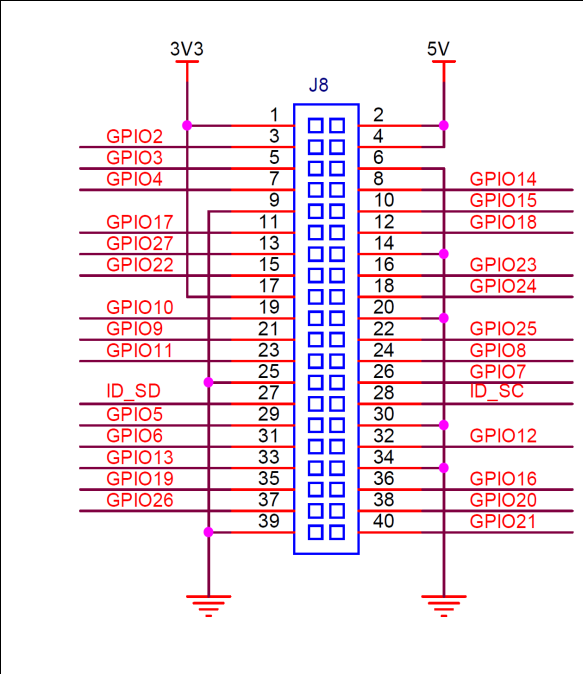 3V3 5V
J8
1 2
GPIO2 3 4
GPIO3 5 6
GPIO4 7 8 GPIO14
9 10 GPIO15
GPIO17 11 12 GPIO18
GPIO27 13 14
GPIO22 15 16 GPIO23
17 18 GPIO24
GPIO10 19 20
GPIO9 21 22 GPIO25
GPIO11 23 24 GPIO8
25 26 GPIO7
ID_SD 27 28 ID_SC
GPIO5 29 30
GPIO6 31 32 GPIO12
GPIO13 33 34
GPIO19 35 36 GPIO16
GPIO26 37 38 GPIO20
39 40 GPIO21